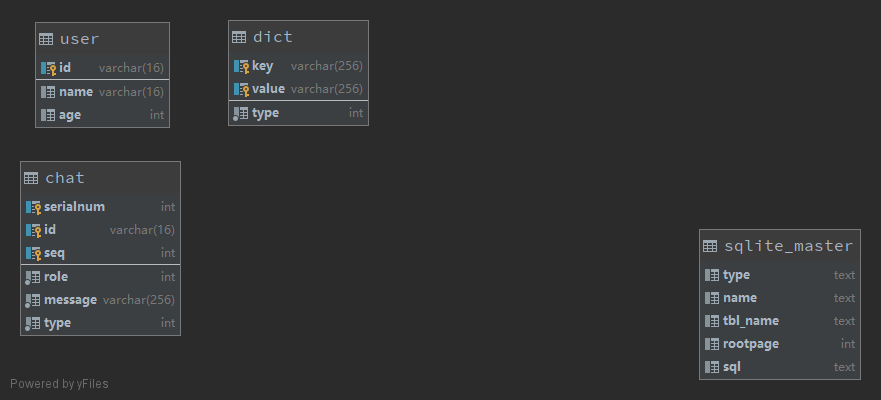 user
id varchar(16)
name varchar(16)
age int
dict
key varchar(256)
value varchar(256)
type int
chat
serialnum int
id varchar(16)
seq int
role int
message varchar(256)
type int
sqlite_master
type text
name text
tbl_name text
rootpage int
sql text
Powered by yFiles